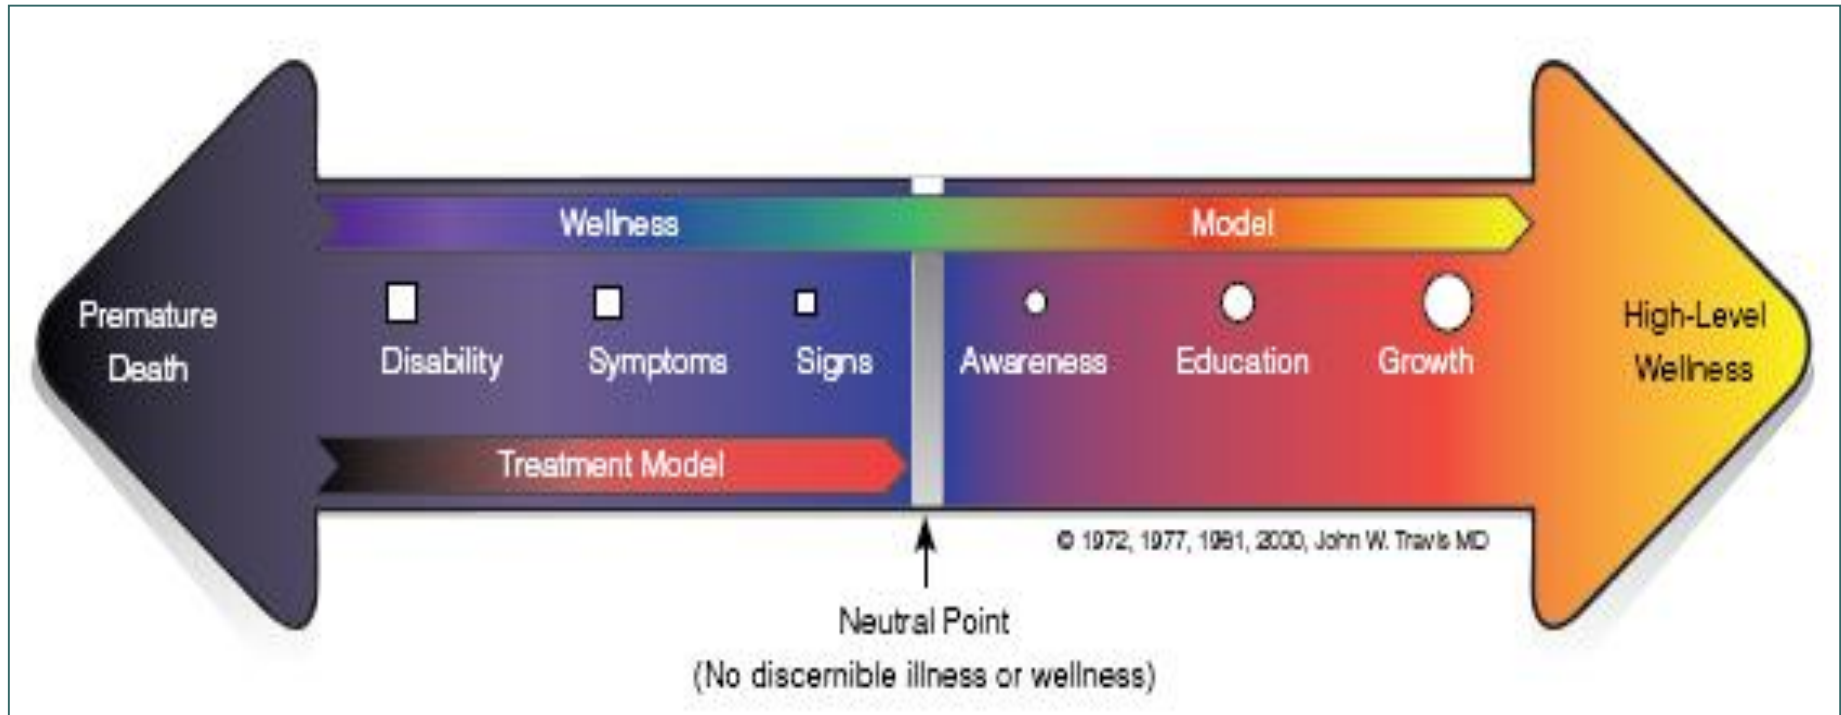 Wellness Model
Premature
Death
Disability Symptoms Signs Awareness Education Growth
High-Level
Wellness
Treatment Model
© 1972, 1977, 1981, 2000, John W. Travis MD
Neutral Point
(No discernible illness or wellness)